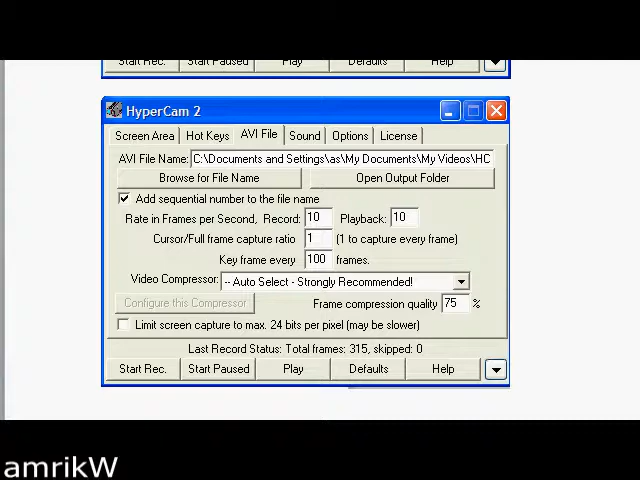 Start Rec. Start Paused Play Defaults Help
HyperCam 2
Screen Area Hot Keys AVI File Sound Options License
AVI File Name: C:\Documents and Settings\as\My Documents\My Videos\HC
Browse for File Name Open Output Folder
Add sequential number to the file name
Rate in Frames per Second, Record: 10 Playback: 10
Cursor/Full frame capture ratio 1 (1 to capture every frame)
Key frame every 100 frames.
Video Compressor: -- Auto Select - Strongly Recommended!
Configure this Compressor Frame compression quality 75 %
Limit screen capture to max. 24 bits per pixel (may be slower)
Last Record Status: Total frames: 315, skipped: 0
Start Rec. Start Paused Play Defaults Help
amrikW